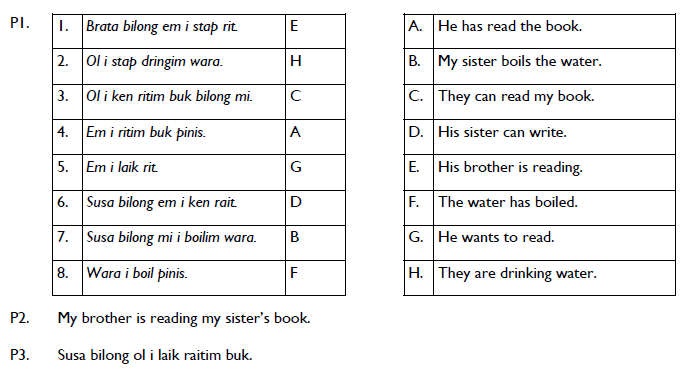 P1. 1. Brata bilong em i stap rit. E A. He has read the book.
2. Ol i stap dringim wara. H B. My sister boils the water.
3. Ol i ken ritim buk bilong mi. C C. They can read my book.
4. Em i ritim buk pinis. A D. His sister can write.
5. Em i laik rit. G E. His brother is reading.
6. Susa bilong em i ken rait. D F. The water has boiled.
7. Susa bilong mi i boilim wara. B G. He wants to read.
8. Wara i boil pinis. F H. They are drinking water.
P2. My brother is reading my sister's book.
P3. Susa bilong ol i laik raitim buk.